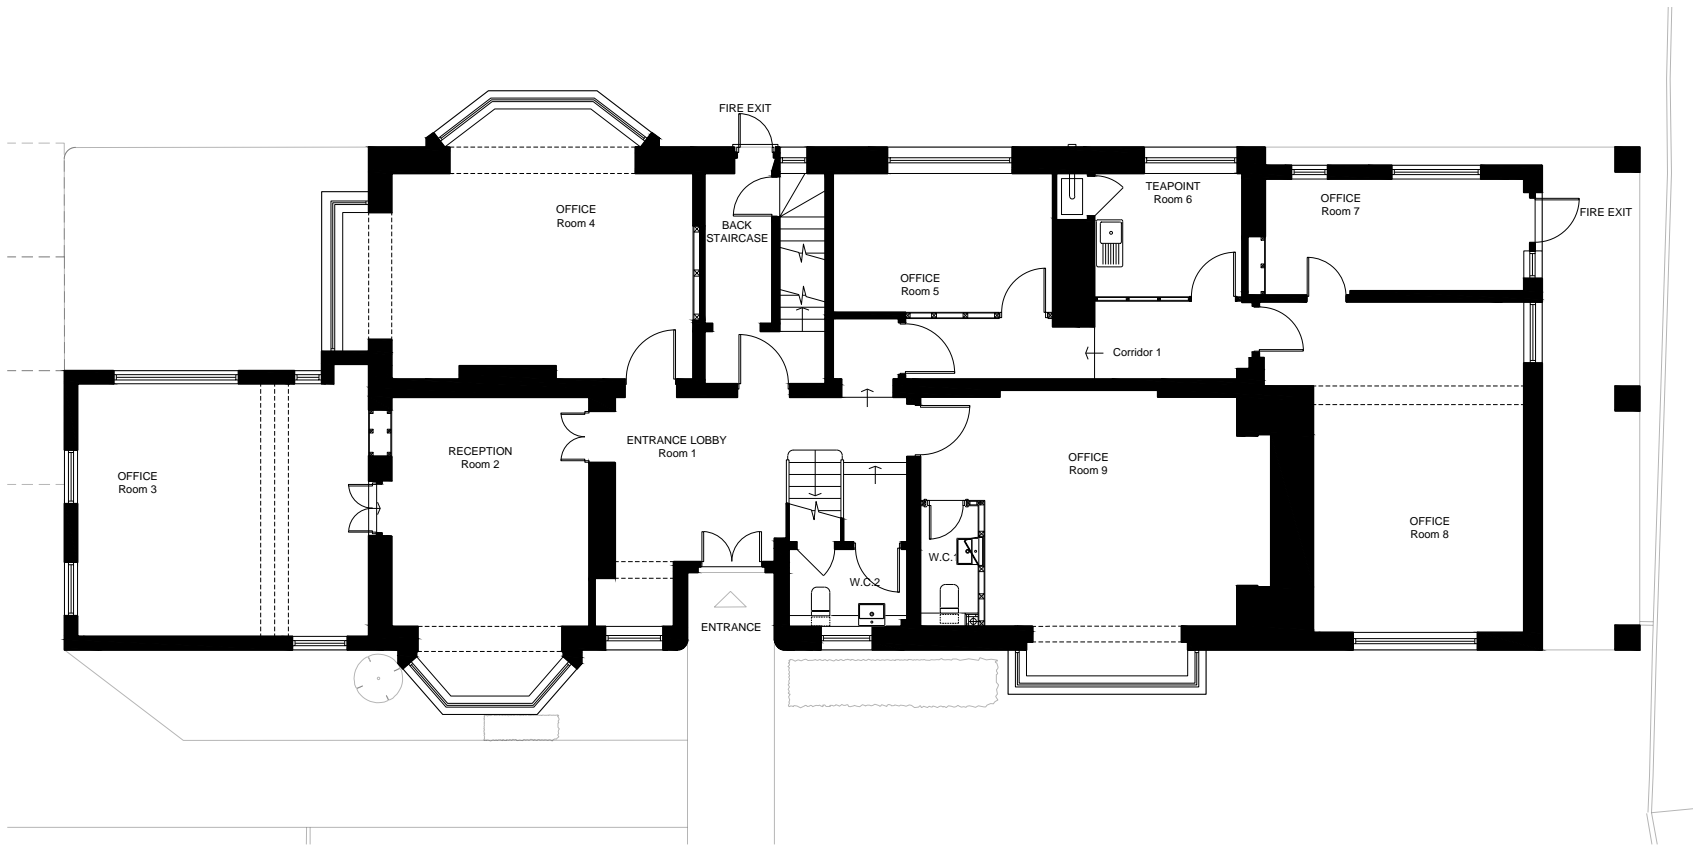 FIRE EXIT
OFFICE
Room 4
BACK
STAIRCASE
OFFICE
Room 5
TEAPOINT
Room 6
OFFICE
Room 7
FIRE EXIT
Corridor 1
OFFICE
Room 3
RECEPTION
Room 2
ENTRANCE LOBBY
Room 1
OFFICE
Room 9
OFFICE
Room 8
W.C.2
W.C.1
ENTRANCE